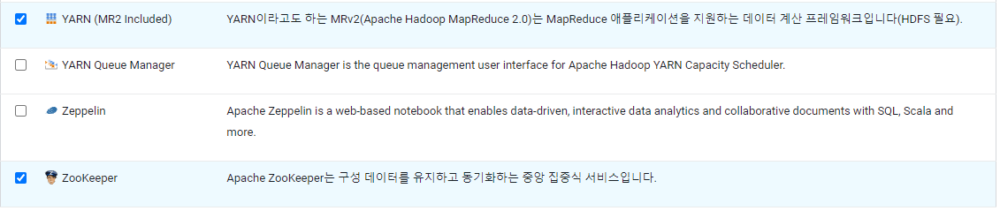 YARN (MR2 Included) YARN이라고도 하는 MRv2(Apache Hadoop MapReduce 2.0)는 MapReduce 애플리케이션을 지원하는 데이터 계산 프레임워크입니다(HDFS 필요).
YARN Queue Manager YARN Queue Manager is the queue management user interface for Apache Hadoop YARN Capacity Scheduler.
Zeppelin Apache Zeppelin is a web-based notebook that enables data-driven, interactive data analytics and collaborative documents with SQL, Scala and
more.
ZooKeeper Apache ZooKeeper는 구성 데이터를 유지하고 동기화하는 중앙 집중식 서비스입니다.